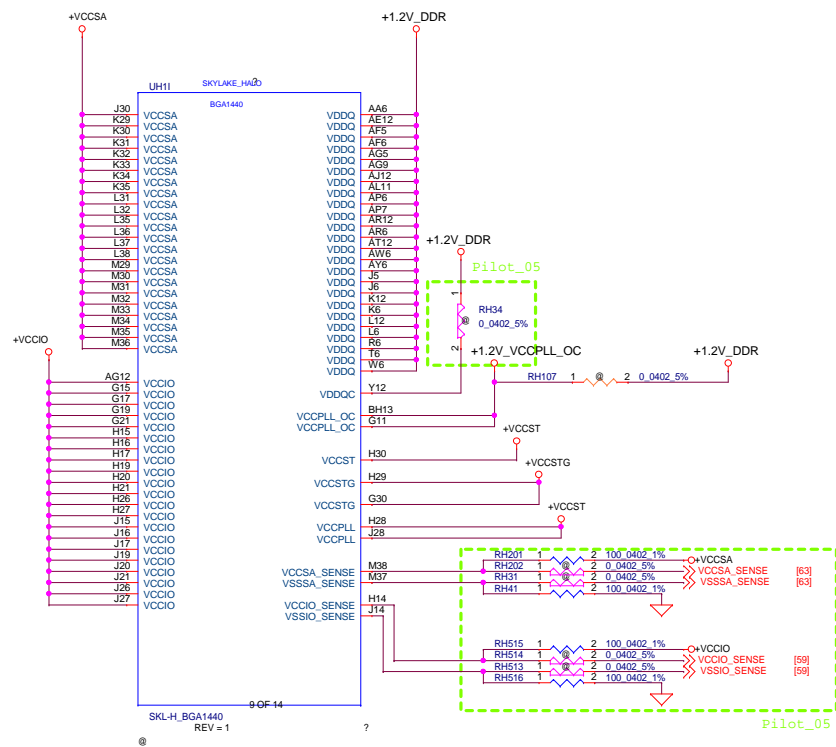 +VCCSA
+1.2V_DDR
UH1I
SKYLAKE_HALO
?
BGA1440
J30 VCCSA VDDQ AA6
K29 VCCSA VDDQ AE12
K30 VCCSA VDDQ AF5
K31 VCCSA VDDQ AF6
K32 VCCSA VDDQ AG5
K33 VCCSA VDDQ AG9
K34 VCCSA VDDQ AJ12
K35 VCCSA VDDQ AL11
L31 VCCSA VDDQ AP6
L32 VCCSA VDDQ AP7
L35 VCCSA VDDQ AR12
L36 VCCSA VDDQ AR6
L37 VCCSA VDDQ AT12
L38 VCCSA VDDQ AW6
M29 VCCSA VDDQ AY6
M30 VCCSA VDDQ J5
M31 VCCSA VDDQ J6
M32 VCCSA VDDQ K12
M33 VCCSA VDDQ K6
M34 VCCSA VDDQ L12
M35 VCCSA VDDQ L6
M36 VCCSA VDDQ R6
VDDQ T6
VDDQ W6
+1.2V_DDR
Pilot_05
1
RH34
@
0_0402_5%
2
+VCCIO
+1.2V_VCCPLL_OC
+1.2V_DDR
RH107 1 @ 2 0_0402_5%
AG12 VCCIO
G15 VCCIO VDDQC Y12
G17 VCCIO
G19 VCCIO VCCPLL_OC BH13
G21 VCCIO VCCPLL_OC G11
H15 VCCIO
H16 VCCIO
H17 VCCIO VCCST H30
+VCCST
H19 VCCIO
H20 VCCIO VCCSTG H29
+VCCSTG
H21 VCCIO
H26 VCCIO VCCSTG G30
H27 VCCIO
J15 VCCIO VCCPLL H28
+VCCST
J16 VCCIO VCCPLL J28
J17 VCCIO
J19 VCCIO
J20 VCCIO VCCSA_SENSE M38
J21 VCCIO VSSSA_SENSE M37
J26 VCCIO
J27 VCCIO VCCIO_SENSE H14
VSSIO_SENSE J14
RH201 1 2 100_0402_1% +VCCSA
RH202 1 @ 2 0_0402_5% VCCSA_SENSE [63]
RH31 1 @ 2 0_0402_5% VSSSA_SENSE [63]
RH41 1 2 100_0402_1%
RH515 1 2 100_0402_1% +VCCIO
RH514 1 @ 2 0_0402_5% VCCIO_SENSE [59]
RH513 1 @ 2 0_0402_5% VSSIO_SENSE [59]
RH516 1 2 100_0402_1%
Pilot_05
9 OF 14
SKL-H_BGA1440
REV = 1
?
@